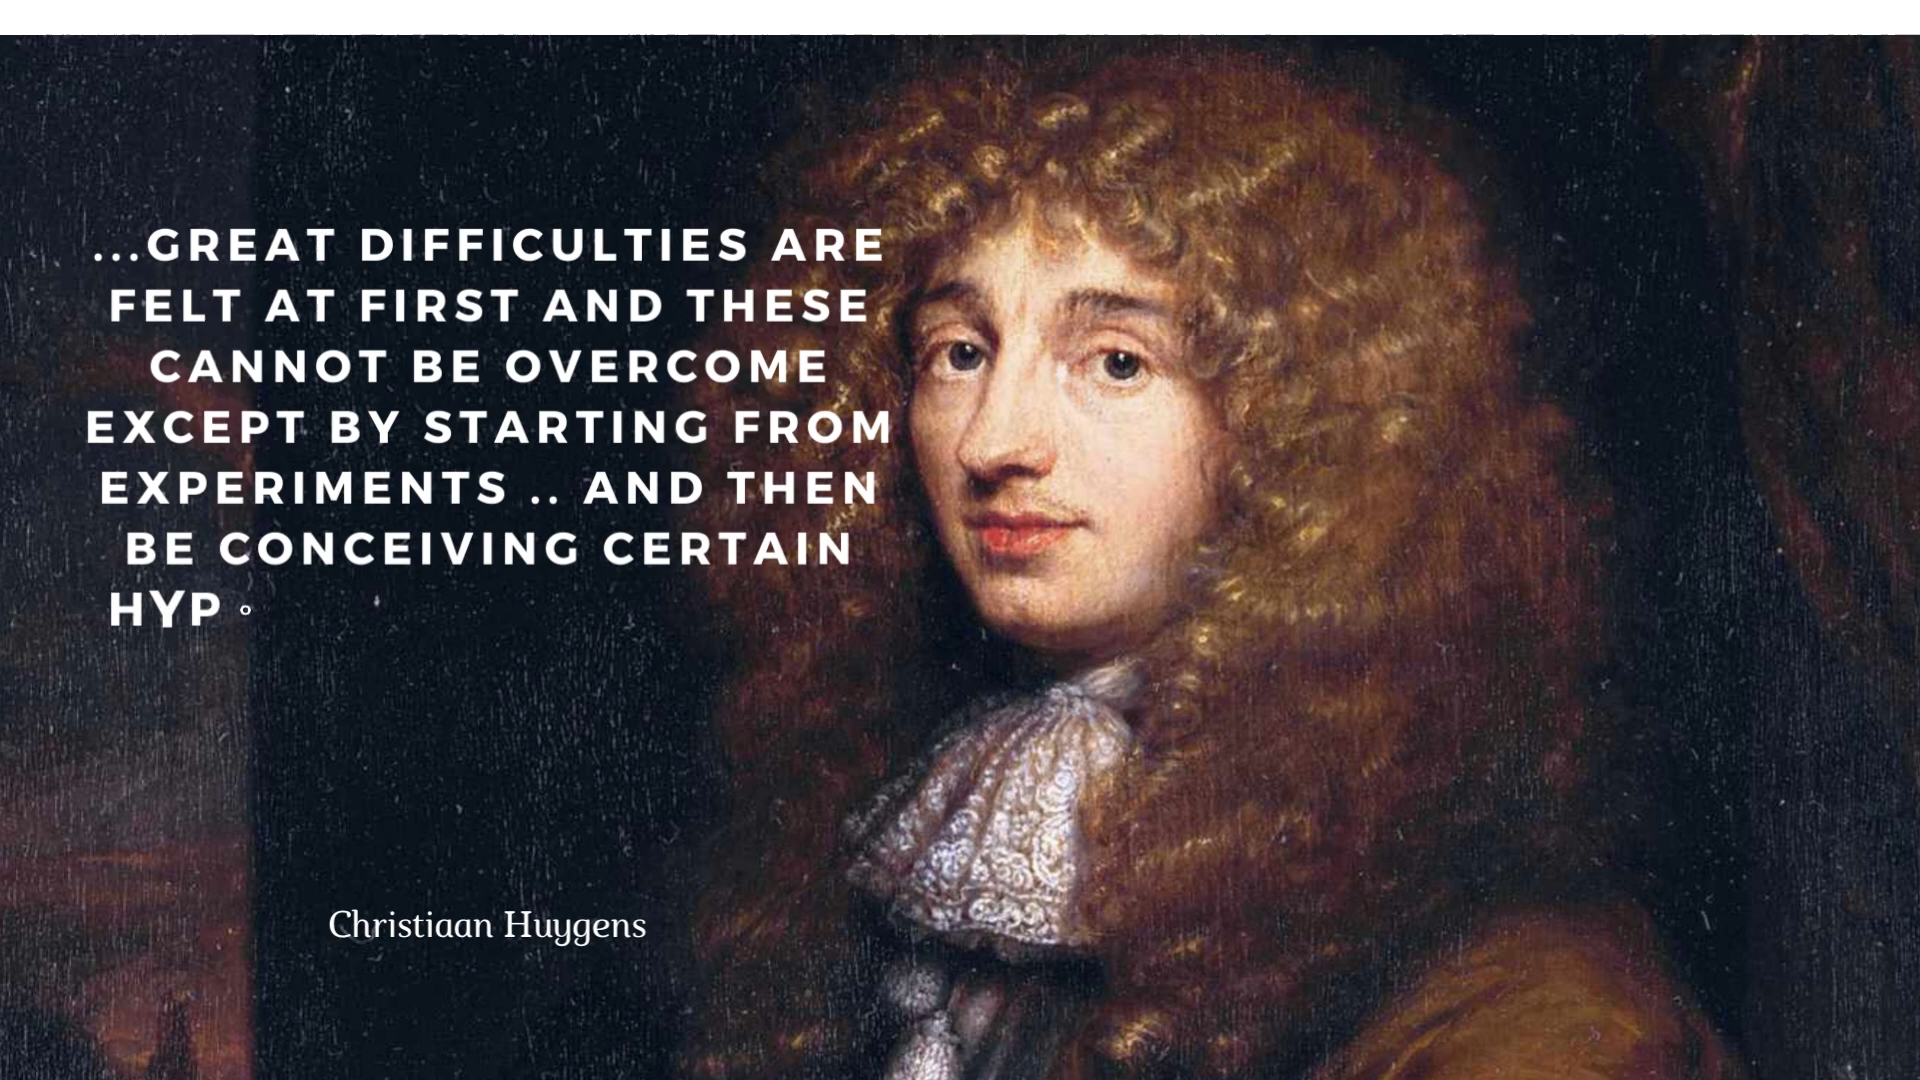 ...GREAT DIFFICULTIES ARE
FELT AT FIRST AND THESE
CANNOT BE OVERCOME
EXCEPT BY STARTING FROM
EXPERIMENTS .. AND THEN
BE CONCEIVING CERTAIN
HYP
Christiaan Huygens